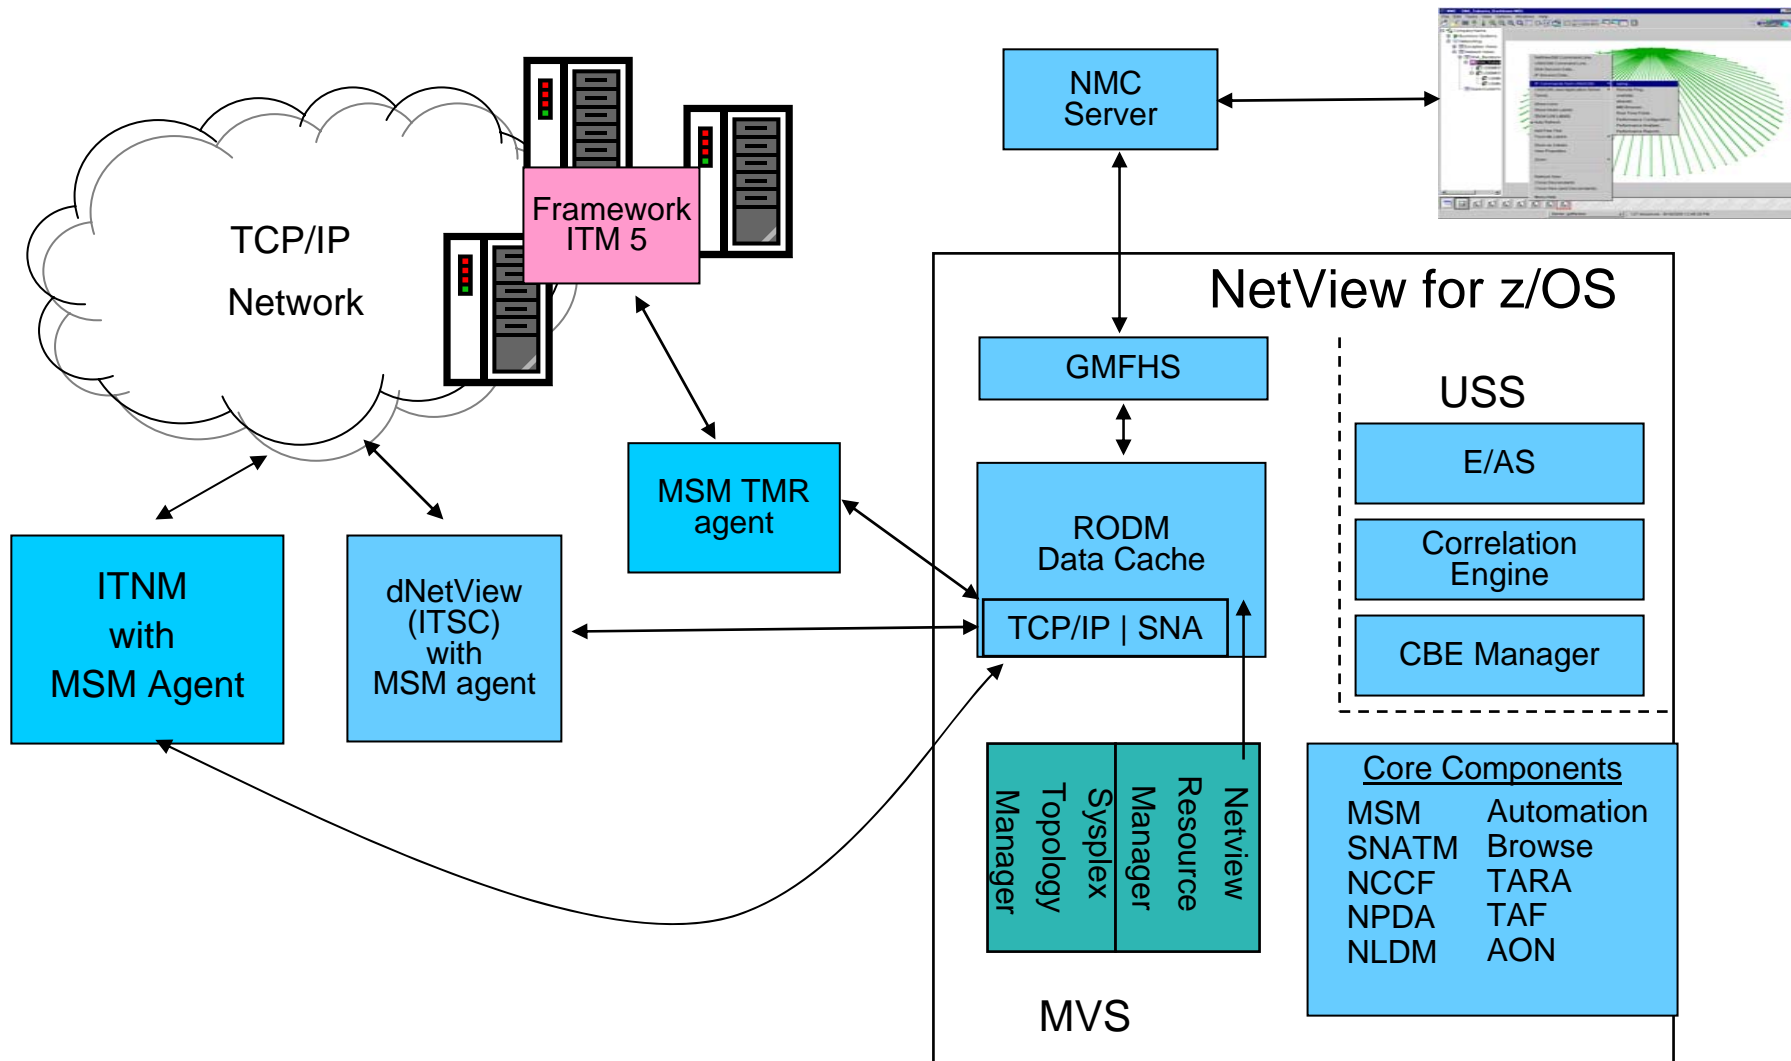 TCP/IP
Network
Framework
ITM 5
NMC
Server
NetView for z/OS
GMFHS
USS
E/AS
Correlation
Engine
CBE Manager
MSM TMR
agent
RODM
Data Cache
TCP/IP | SNA
ITNM
with
MSM Agent
dNetView
(ITSC)
with
MSM agent
Sysplex
Topology
Manager
Netview
Resource
Manager
Core Components
MSM Automation
SNATM Browse
NCCF TARA
NPDA TAF
NLDM AON
MVS